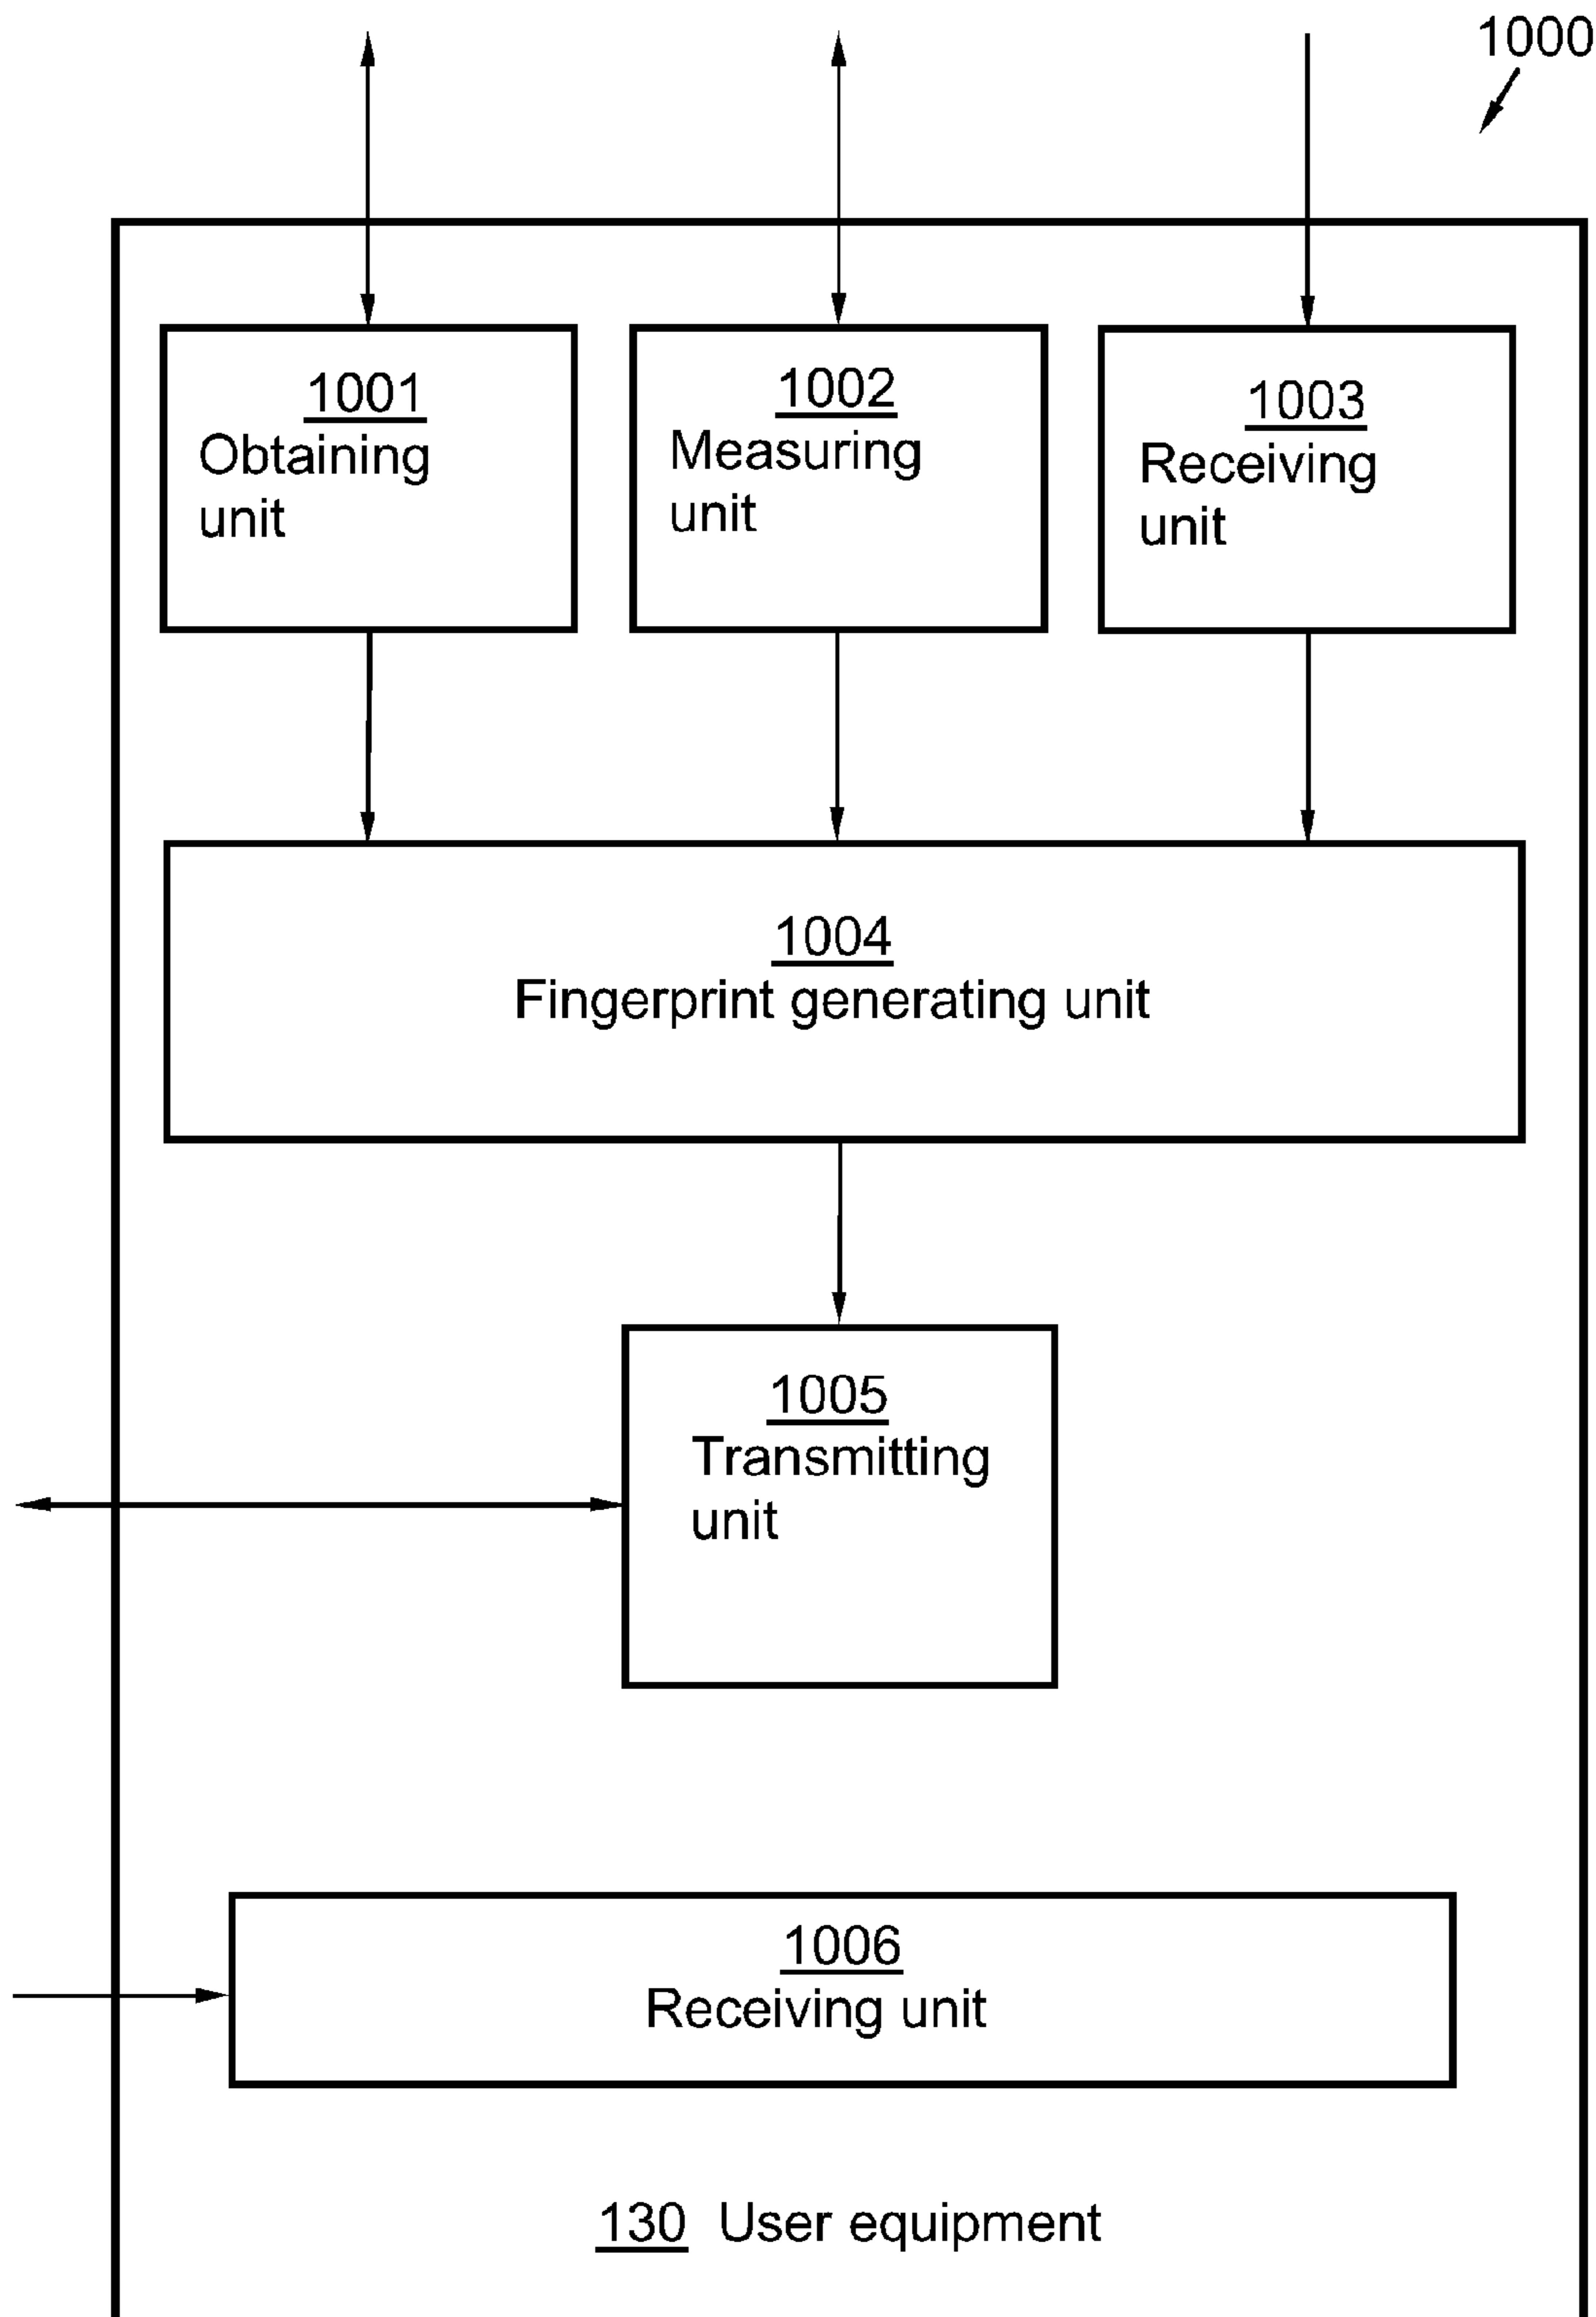 1000
1001
Obtaining
unit
1002
Measuring
unit
1003
Receiving
unit
1004
Fingerprint generating unit
1005
Transmitting
unit
1006
Receiving unit
130 User equipment